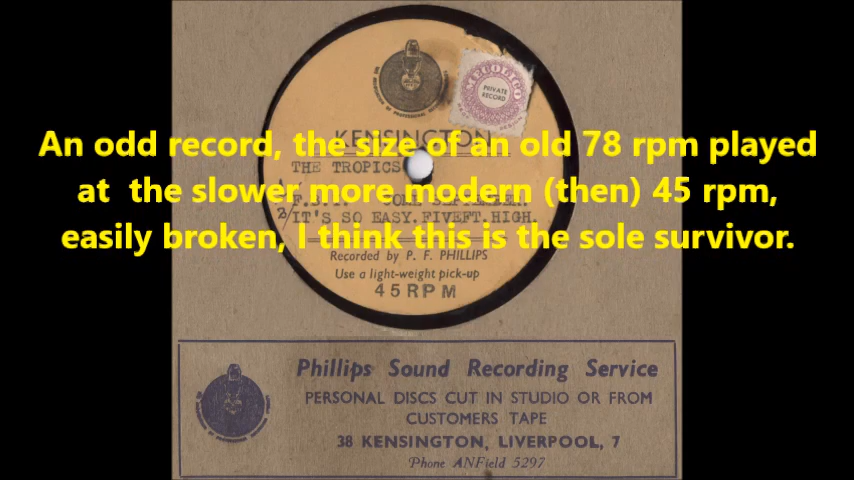 MEUOLICO
PRIVATE
RECORD
KENSINGTON
An odd record, the size of an old 78 rpm played
THE TROPICS
at the slower more modern (then) 45 rpm,
2/IT'S SO EASY. FIVEFT. HIGH.
easily broken, I think this is the sole survivor.
Recorded by P. F. PHILLIPS
Use a light-weight pick-up
45 RPM
Phillips Sound Recording Service
PERSONAL DISCS CUT IN STUDIO OR FROM
CUSTOMERS TAPE
38 KENSINGTON, LIVERPOOL, 7
Phone ANField 5297